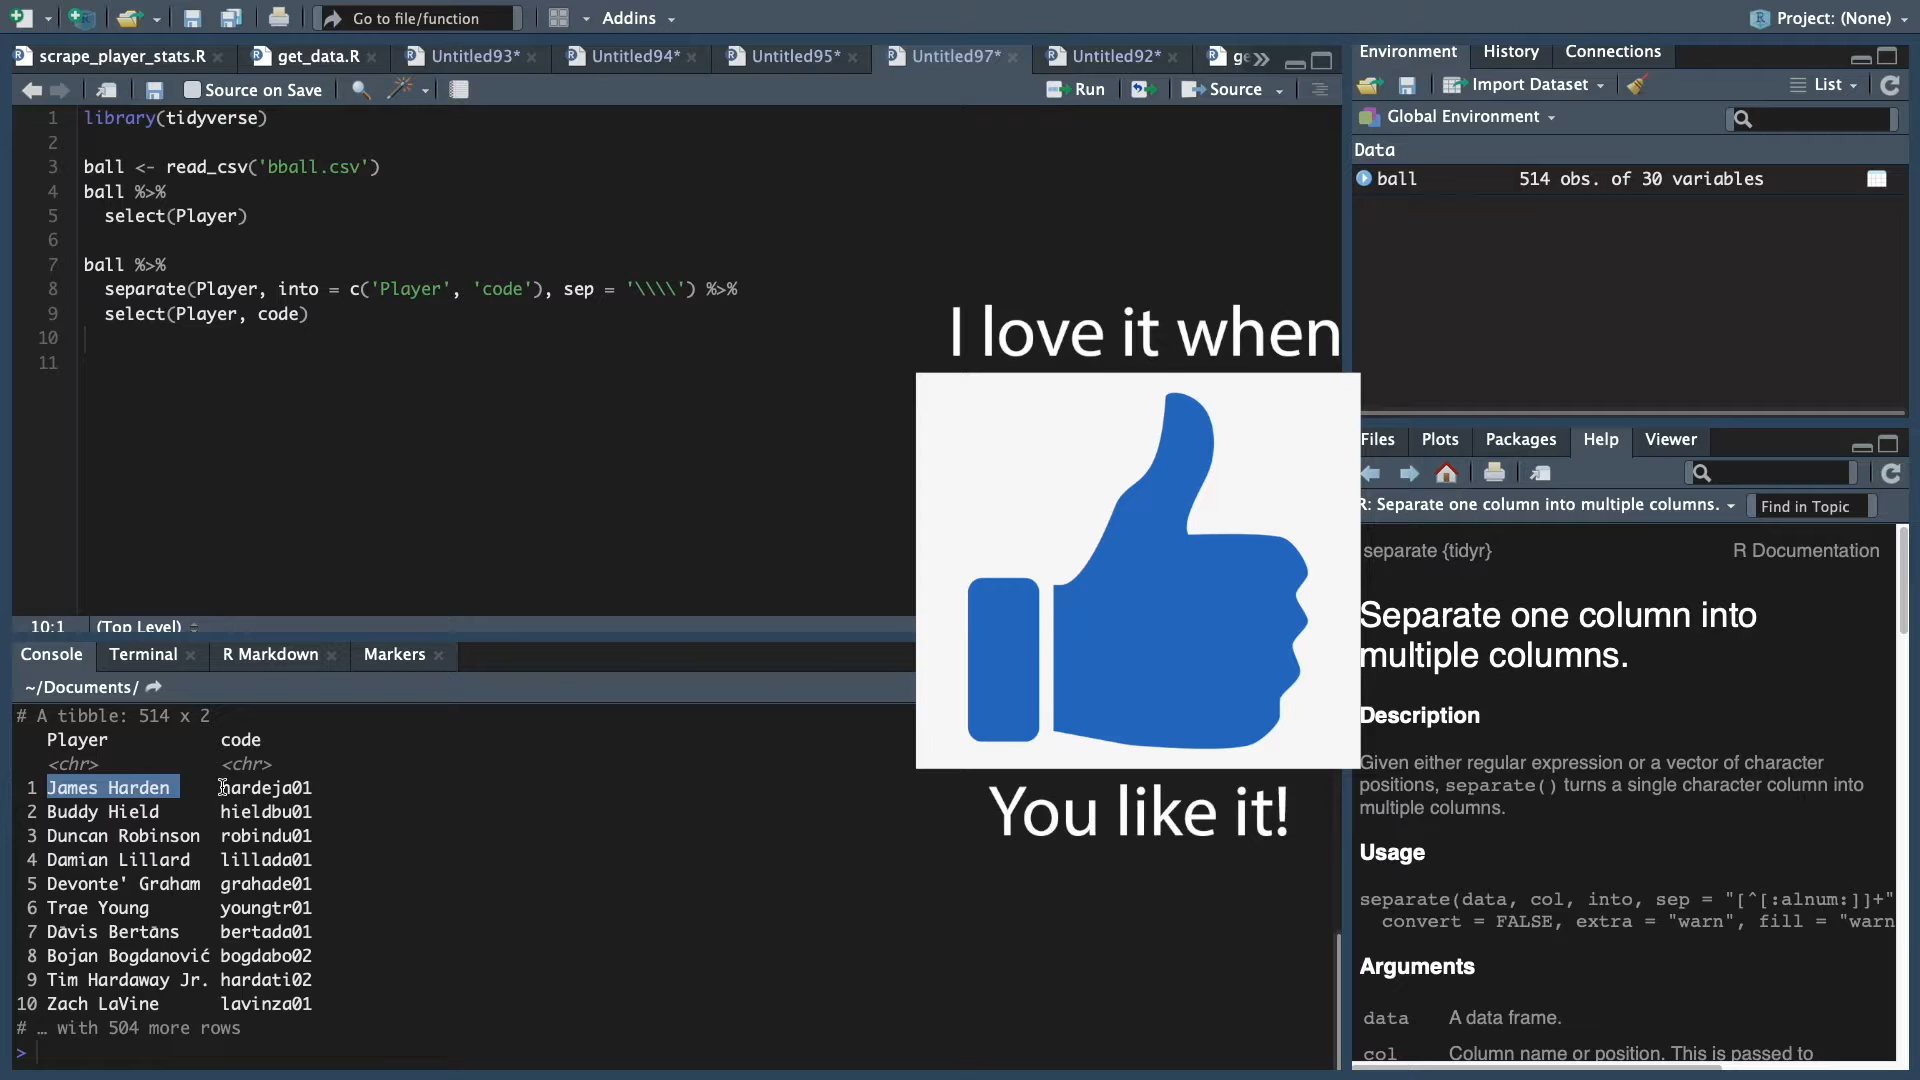 Go to file/function
Addins
Project: (None)
scrape_player_stats.R
get_data.R
Untitled93*
Untitled94*
Untitled95*
Untitled97*
Untitled92*
ge
Source on Save
Run
Source
1 library(tidyverse)
2
3 ball <- read_csv('bball.csv')
4 ball %>%
5 select(Player)
6
7 ball %>%
8 separate(Player, into = c('Player', 'code'), sep = '\\\\') %>%
9 select(Player, code)
10
11
10:1 (Top Level)
Console
Terminal
R Markdown
Markers
~/Documents/
# A tibble: 514 x 2
Player code
<chr> <chr>
1 James Harden hardeja01
2 Buddy Hield hieldbu01
3 Duncan Robinson robindu01
4 Damian Lillard lillada01
5 Devonte' Graham grahade01
6 Trae Young youngtr01
7 Dāvis Bertāns bertada01
8 Bojan Bogdanović bogdabo02
9 Tim Hardaway Jr. hardati02
10 Zach LaVine lavinza01
# … with 504 more rows
>
I love it when
You like it!
Environment
History
Connections
Import Dataset
List
Global Environment
Data
ball 514 obs. of 30 variables
Files
Plots
Packages
Help
Viewer
R: Separate one column into multiple columns.
Find in Topic
separate {tidyr}
R Documentation
Separate one column into
multiple columns.
Description
Given either regular expression or a vector of character
positions, separate() turns a single character column into
multiple columns.
Usage
separate(data, col, into, sep = "[^[:alnum:]]+"
convert = FALSE, extra = "warn", fill = "warn
Arguments
data A data frame.
col Column name or position. This is passed to